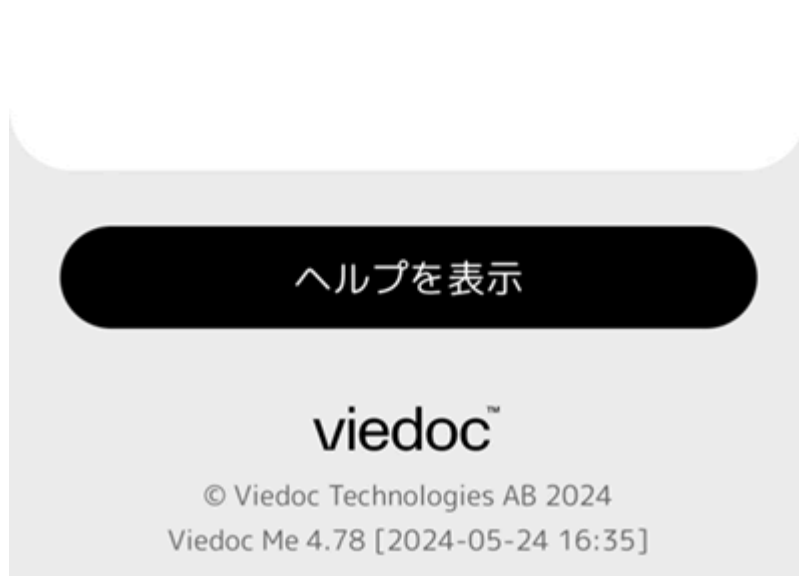 ヘルプを表示
viedoc™
© Viedoc Technologies AB 2024
Viedoc Me 4.78 [2024-05-24 16:35]